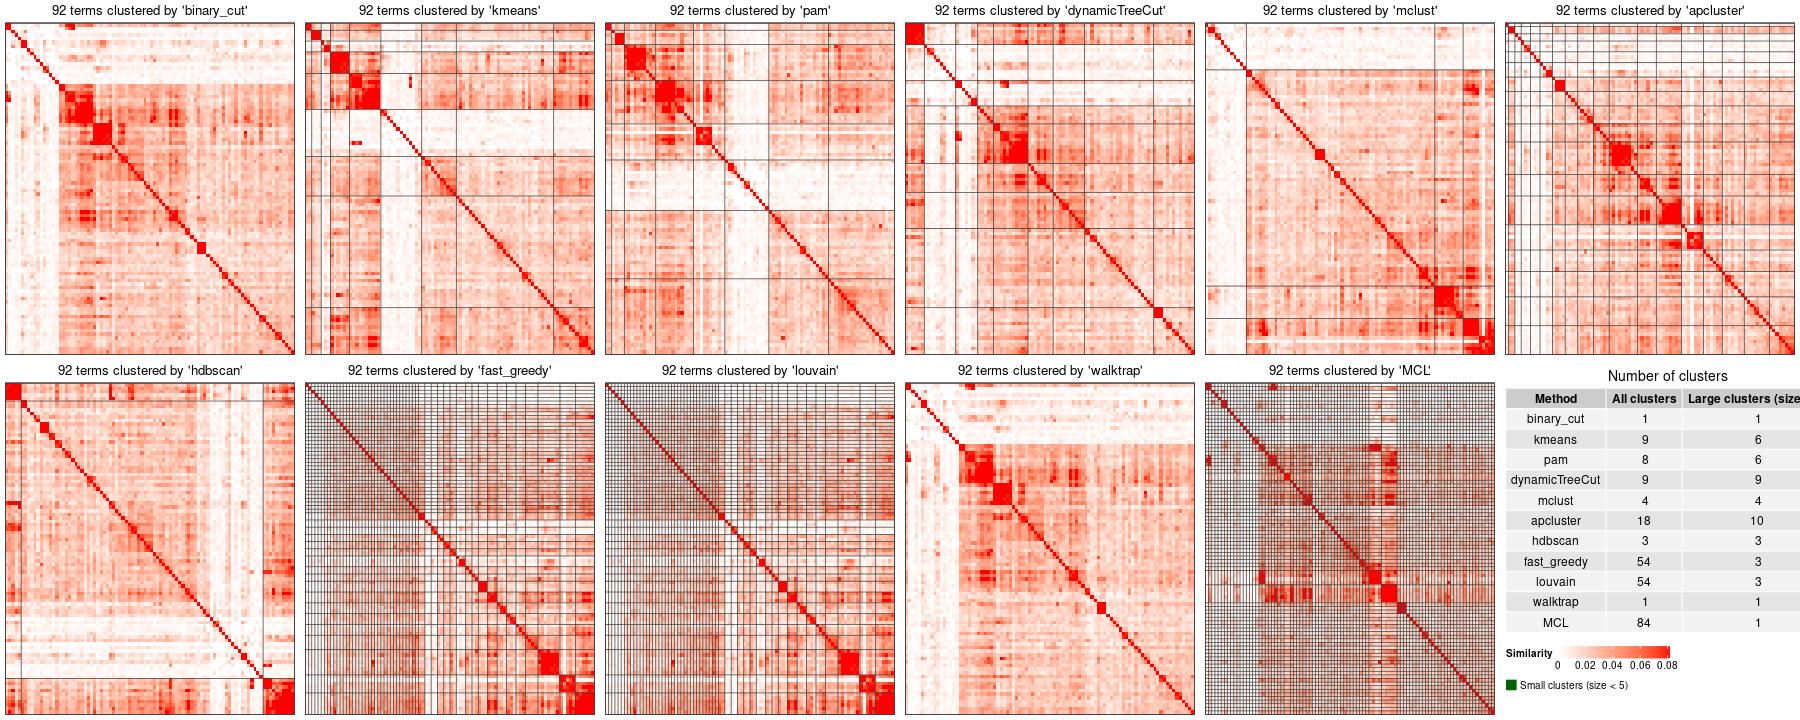 92 terms clustered by 'binary_cut'
92 terms clustered by 'kmeans'
92 terms clustered by 'pam'
92 terms clustered by 'dynamicTreeCut'
92 terms clustered by 'mclust'
92 terms clustered by 'apcluster'
92 terms clustered by 'hdbscan'
92 terms clustered by 'fast_greedy'
92 terms clustered by 'louvain'
92 terms clustered by 'walktrap'
92 terms clustered by 'MCL'
Number of clusters
Method All clusters Large clusters (size
binary_cut 1 1
kmeans 9 6
pam 8 6
dynamicTreeCut 9 9
mclust 4 4
apcluster 18 10
hdbscan 3 3
fast_greedy 54 3
louvain 54 3
walktrap 1 1
MCL 84 1
Similarity
0 0.02 0.04 0.06 0.08
Small clusters (size < 5)